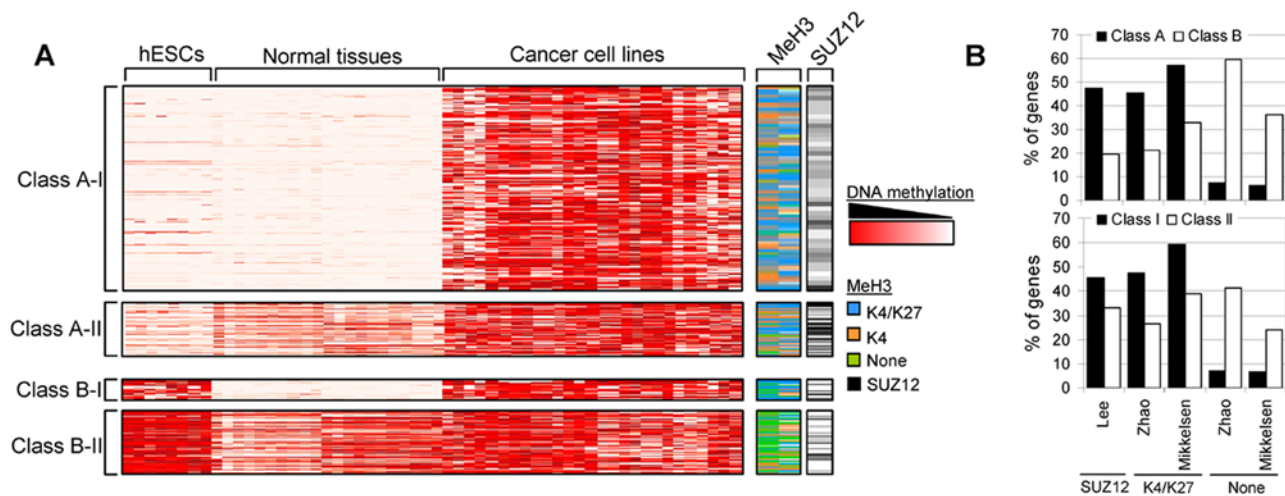 A
hESCs
Normal tissues
Cancer cell lines
MeH3
SUZ12
Class A-I
Class A-II
Class B-I
Class B-II
DNA methylation
MeH3
K4/K27
K4
None
SUZ12
B
Class A Class B
% of genes
70
60
50
40
30
20
10
0
Class I Class II
% of genes
70
60
50
40
30
20
10
0
Lee
Zhao
Mikkelsen
Zhao
Mikkelsen
SUZ12 K4/K27 None